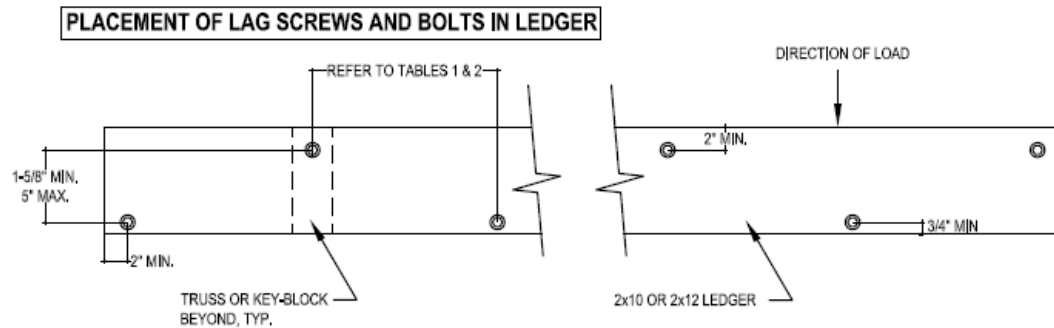 PLACEMENT OF LAG SCREWS AND BOLTS IN LEDGER
DIRECTION OF LOAD
REFER TO TABLES 1 & 2
2" MIN.
1-5/8" MIN.
5" MAX.
3/4" MIN
2" MIN.
TRUSS OR KEY-BLOCK
BEYOND, TYP.
2x10 OR 2x12 LEDGER